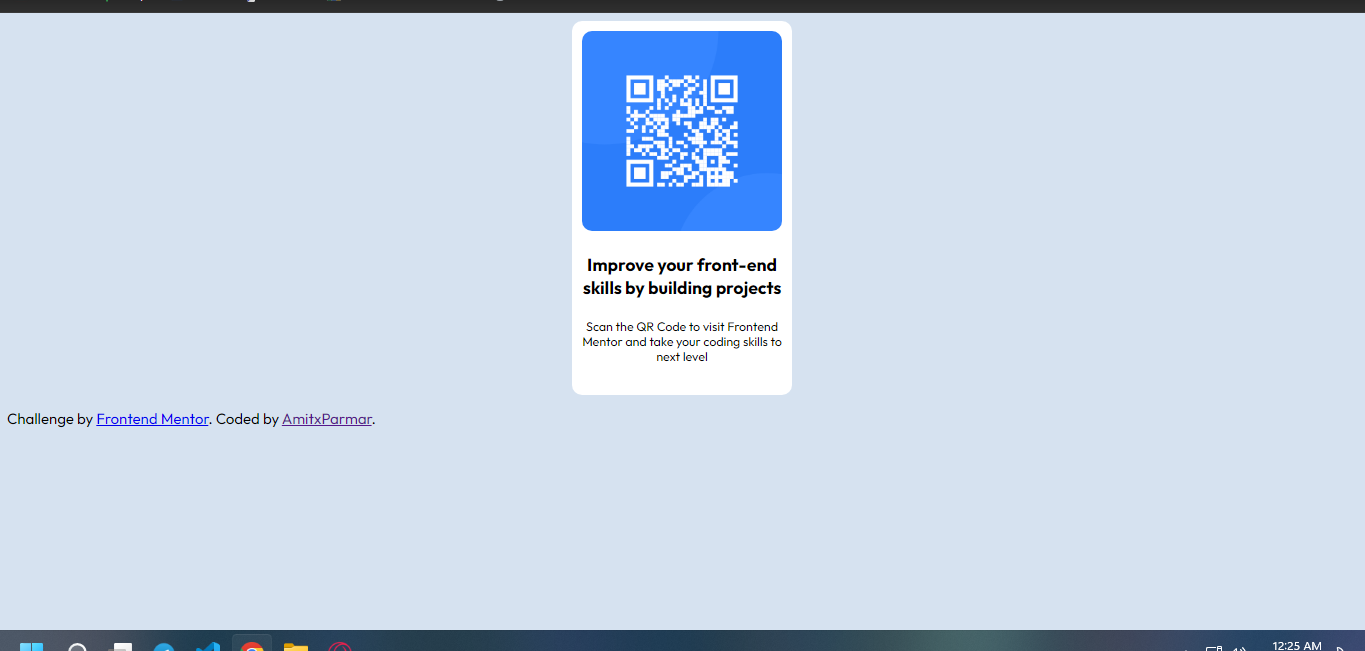 Improve your front-end
skills by building projects
Scan the QR Code to visit Frontend
Mentor and take your coding skills to
next level
Challenge by Frontend Mentor. Coded by AmitxParmar.
12:25 AM